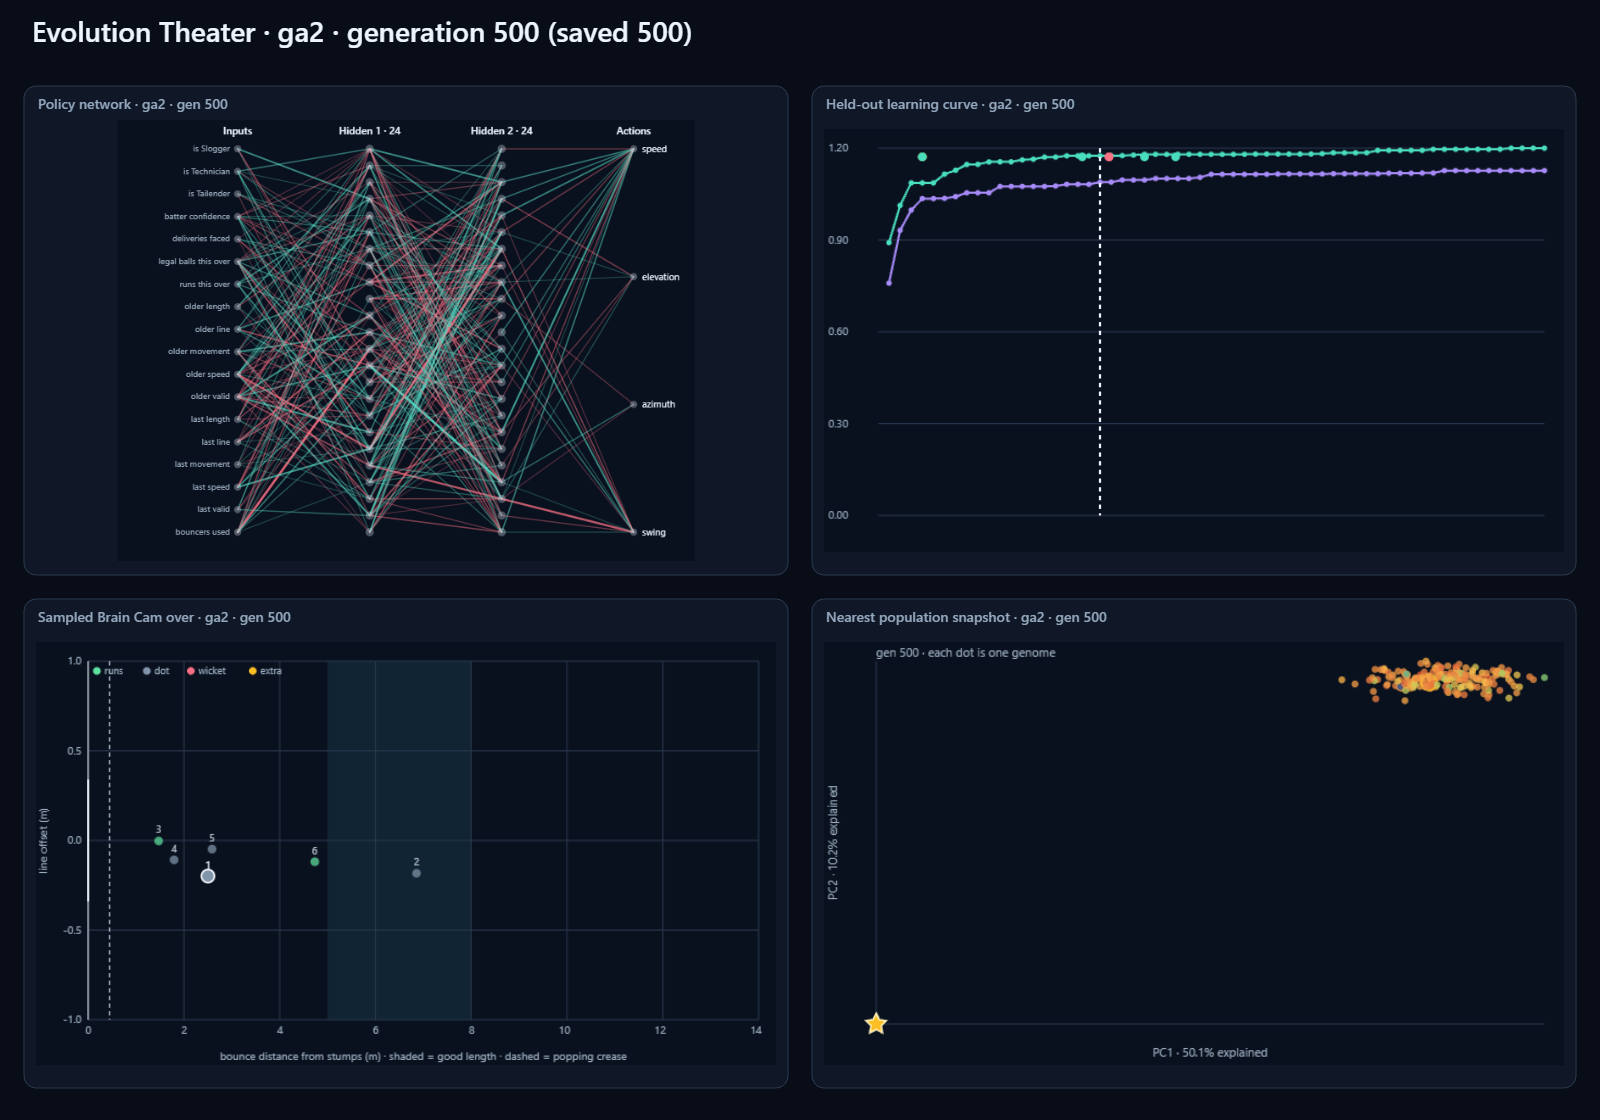 Evolution Theater · ga2 · generation 500 (saved 500)
Policy network · ga2 · gen 500
Inputs
Hidden 1 · 24
Hidden 2 · 24
Actions
is Slogger
is Technician
is Tailender
batter confidence
deliveries faced
legal balls this over
runs this over
older length
older line
older movement
older speed
older valid
last length
last line
last movement
last speed
last valid
bouncers used
speed
elevation
azimuth
swing
Held-out learning curve · ga2 · gen 500
1.20
0.90
0.60
0.30
0.00
Sampled Brain Cam over · ga2 · gen 500
runs
dot
wicket
extra
1.0
0.5
0.0
-0.5
-1.0
line offset (m)
3
4
5
1
6
2
0
2
4
6
8
10
12
14
bounce distance from stumps (m) · shaded = good length · dashed = popping crease
Nearest population snapshot · ga2 · gen 500
gen 500 · each dot is one genome
PC2 · 10.2% explained
PC1 · 50.1% explained